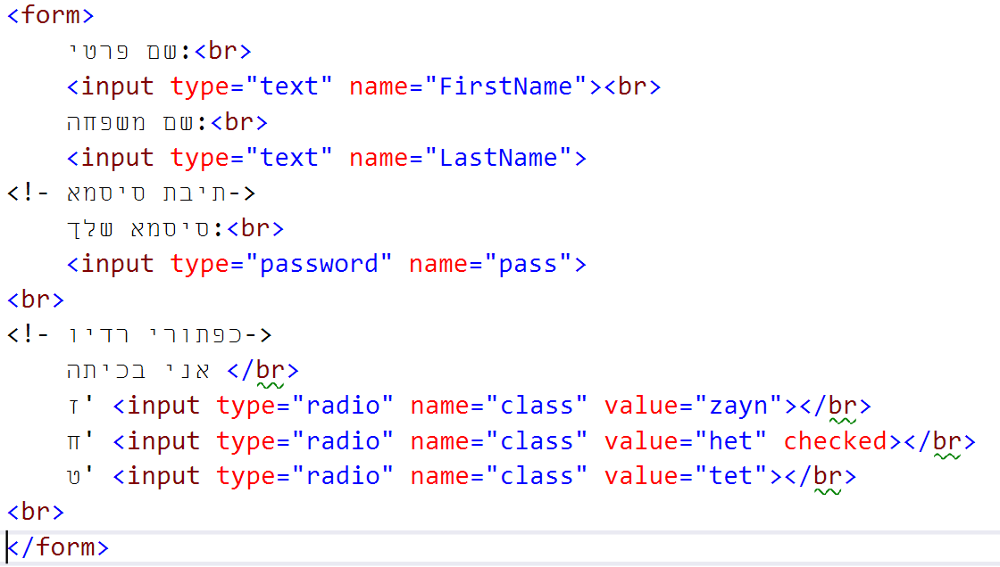 <form>
שם פרטי:<br>
<input type="text" name="FirstName"><br>
שם משפחה:<br>
<input type="text" name="LastName">
<!- תיבת סיסמא->
סיסמא שלך:<br>
<input type="password" name="pass">
<br>
<!- כפתורי רדיו->
אני בכיתה </br>
ז' <input type="radio" name="class" value="zayn"></br>
ח' <input type="radio" name="class" value="het" checked></br>
ט' <input type="radio" name="class" value="tet"></br>
<br>
</form>